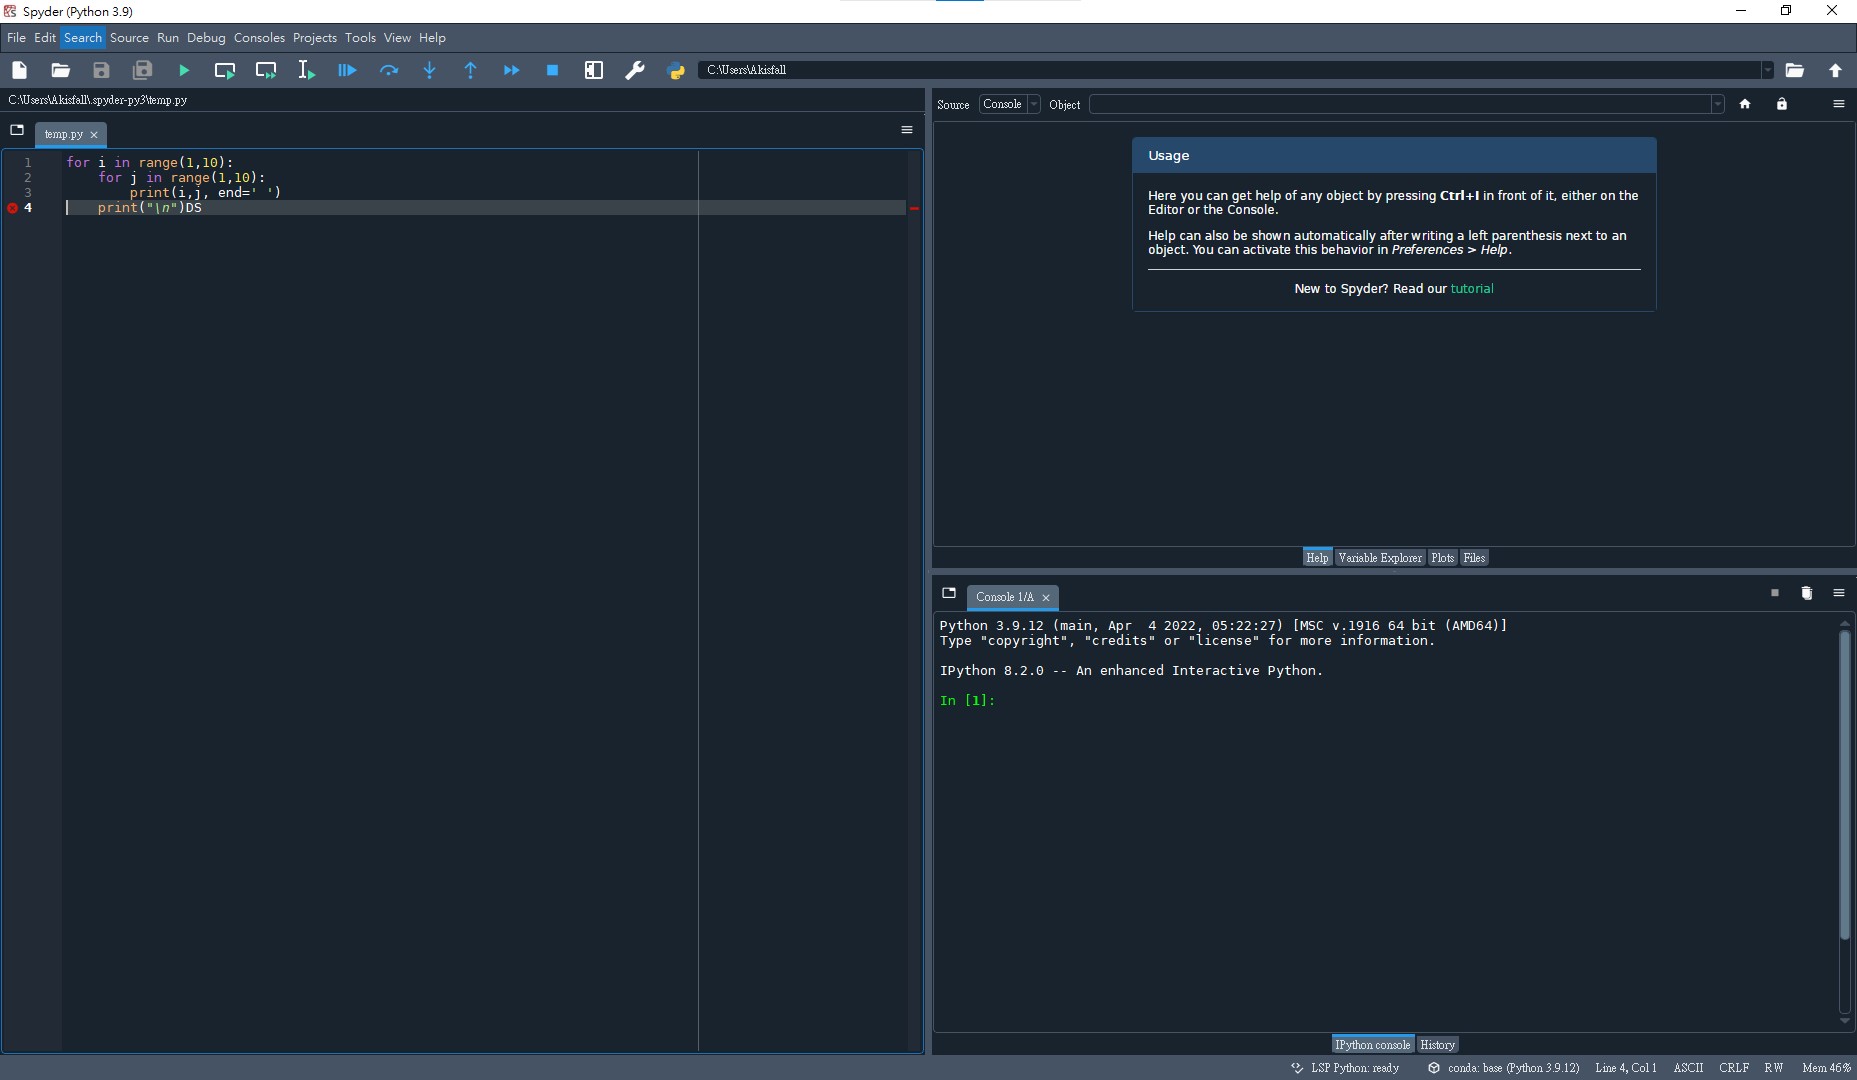 Spyder (Python 3.9)
File Edit Search Source Run Debug Consoles Projects Tools View Help
C:\Users\Akisfall
C:\Users\Akisfall\.spyder-py3\temp.py
temp.py
1 for i in range(1,10):
2     for j in range(1,10):
3         print(i,j, end=' ')
4     print("\n")DS
Source Console Object
Usage
Here you can get help of any object by pressing Ctrl+I in front of it, either on the
Editor or the Console.
Help can also be shown automatically after writing a left parenthesis next to an
object. You can activate this behavior in Preferences > Help.
New to Spyder? Read our tutorial
Help Variable Explorer Plots Files
Console 1/A
Python 3.9.12 (main, Apr  4 2022, 05:22:27) [MSC v.1916 64 bit (AMD64)]
Type "copyright", "credits" or "license" for more information.
IPython 8.2.0 -- An enhanced Interactive Python.
In [1]:
IPython console History
LSP Python: ready conda: base (Python 3.9.12) Line 4, Col 1 ASCII CRLF RW Mem 46%